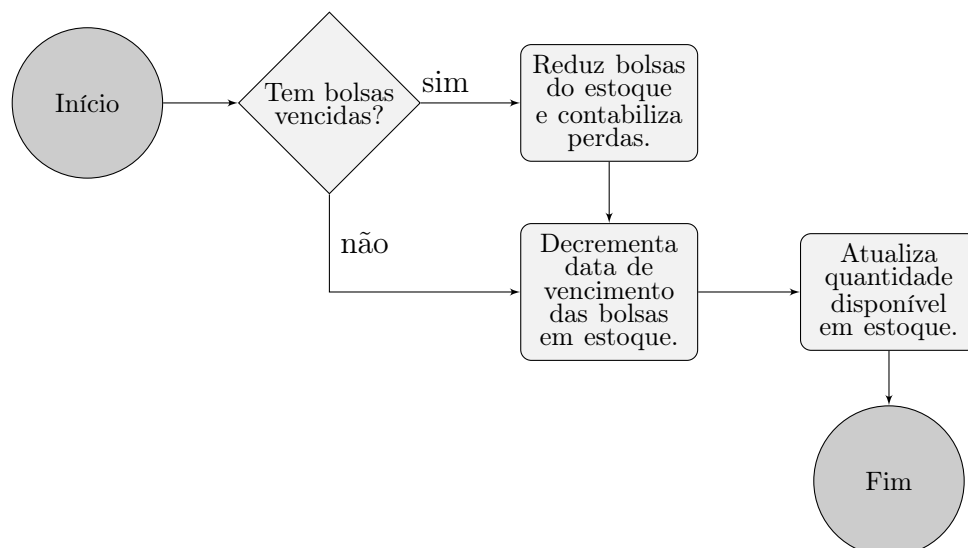 Início
Tem bolsas
vencidas?
sim
Reduz bolsas
do estoque
e contabiliza
perdas.
não
Decrementa
data de
vencimento
das bolsas
em estoque.
Atualiza
quantidade
disponível
em estoque.
Fim